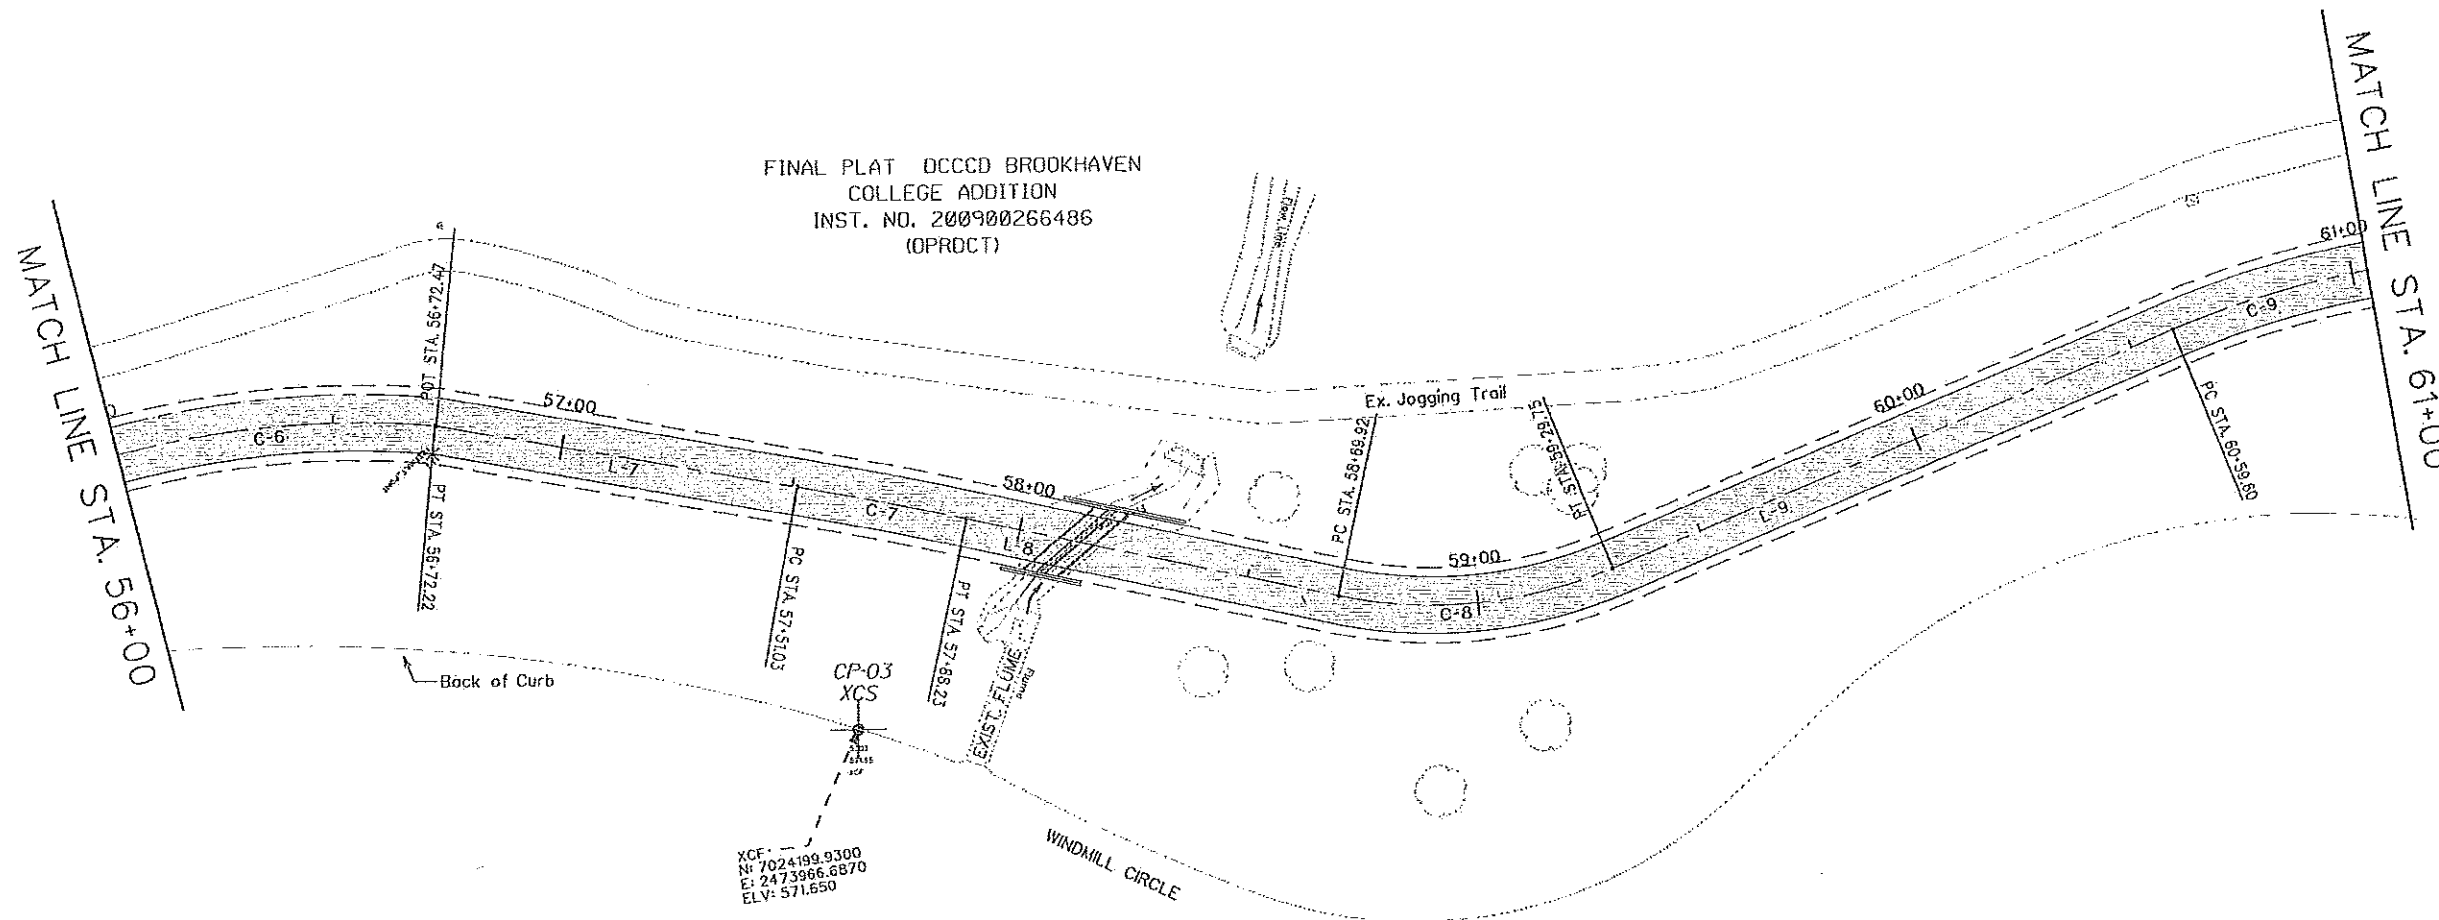 FINAL PLAT DCCCD BROOKHAVEN
COLLEGE ADDITION
INST. NO. 200900266486
(OPRDCT)
MATCH LINE STA. 56+00
MATCH LINE STA. 61+00
POT STA. 56+72.47
PT STA. 56+72.22
C-6
57+00
L-7
PC STA. 57+51.03
C-7
PT STA. 57+88.23
58+00
L-8
Flow Line
Ex. Jogging Trail
PC STA. 58+69.92
PT STA. 59+29.75
59+00
C-8
60+00
L-9
PC STA. 60+59.60
C-9
61+00
Back of Curb
CP-03
XCS
EXIST. FLUME
Flume
WINDMILL CIRCLE
XCF
N: 7024199.9300
E: 2473966.6870
ELV: 571.650